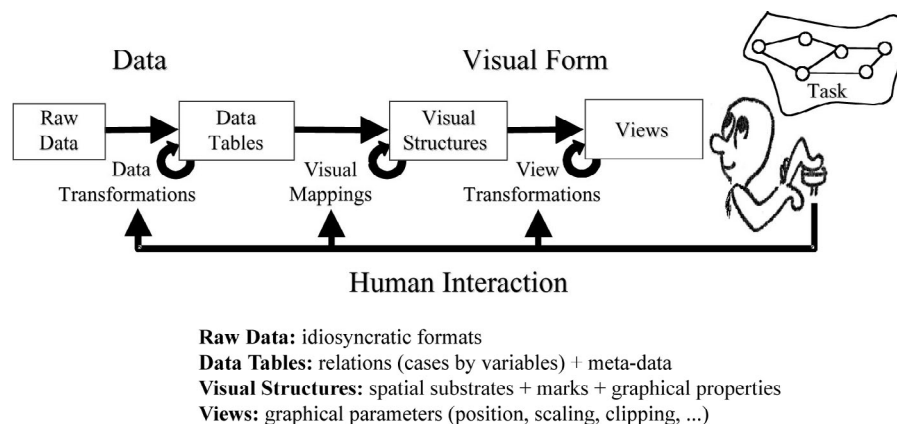 Data
Visual Form
Task
Raw
Data
Data
Tables
Visual
Structures
Views
Data
Transformations
Visual
Mappings
View
Transformations
Human Interaction
Raw Data: idiosyncratic formats
Data Tables: relations (cases by variables) + meta-data
Visual Structures: spatial substrates + marks + graphical properties
Views: graphical parameters (position, scaling, clipping, ...)